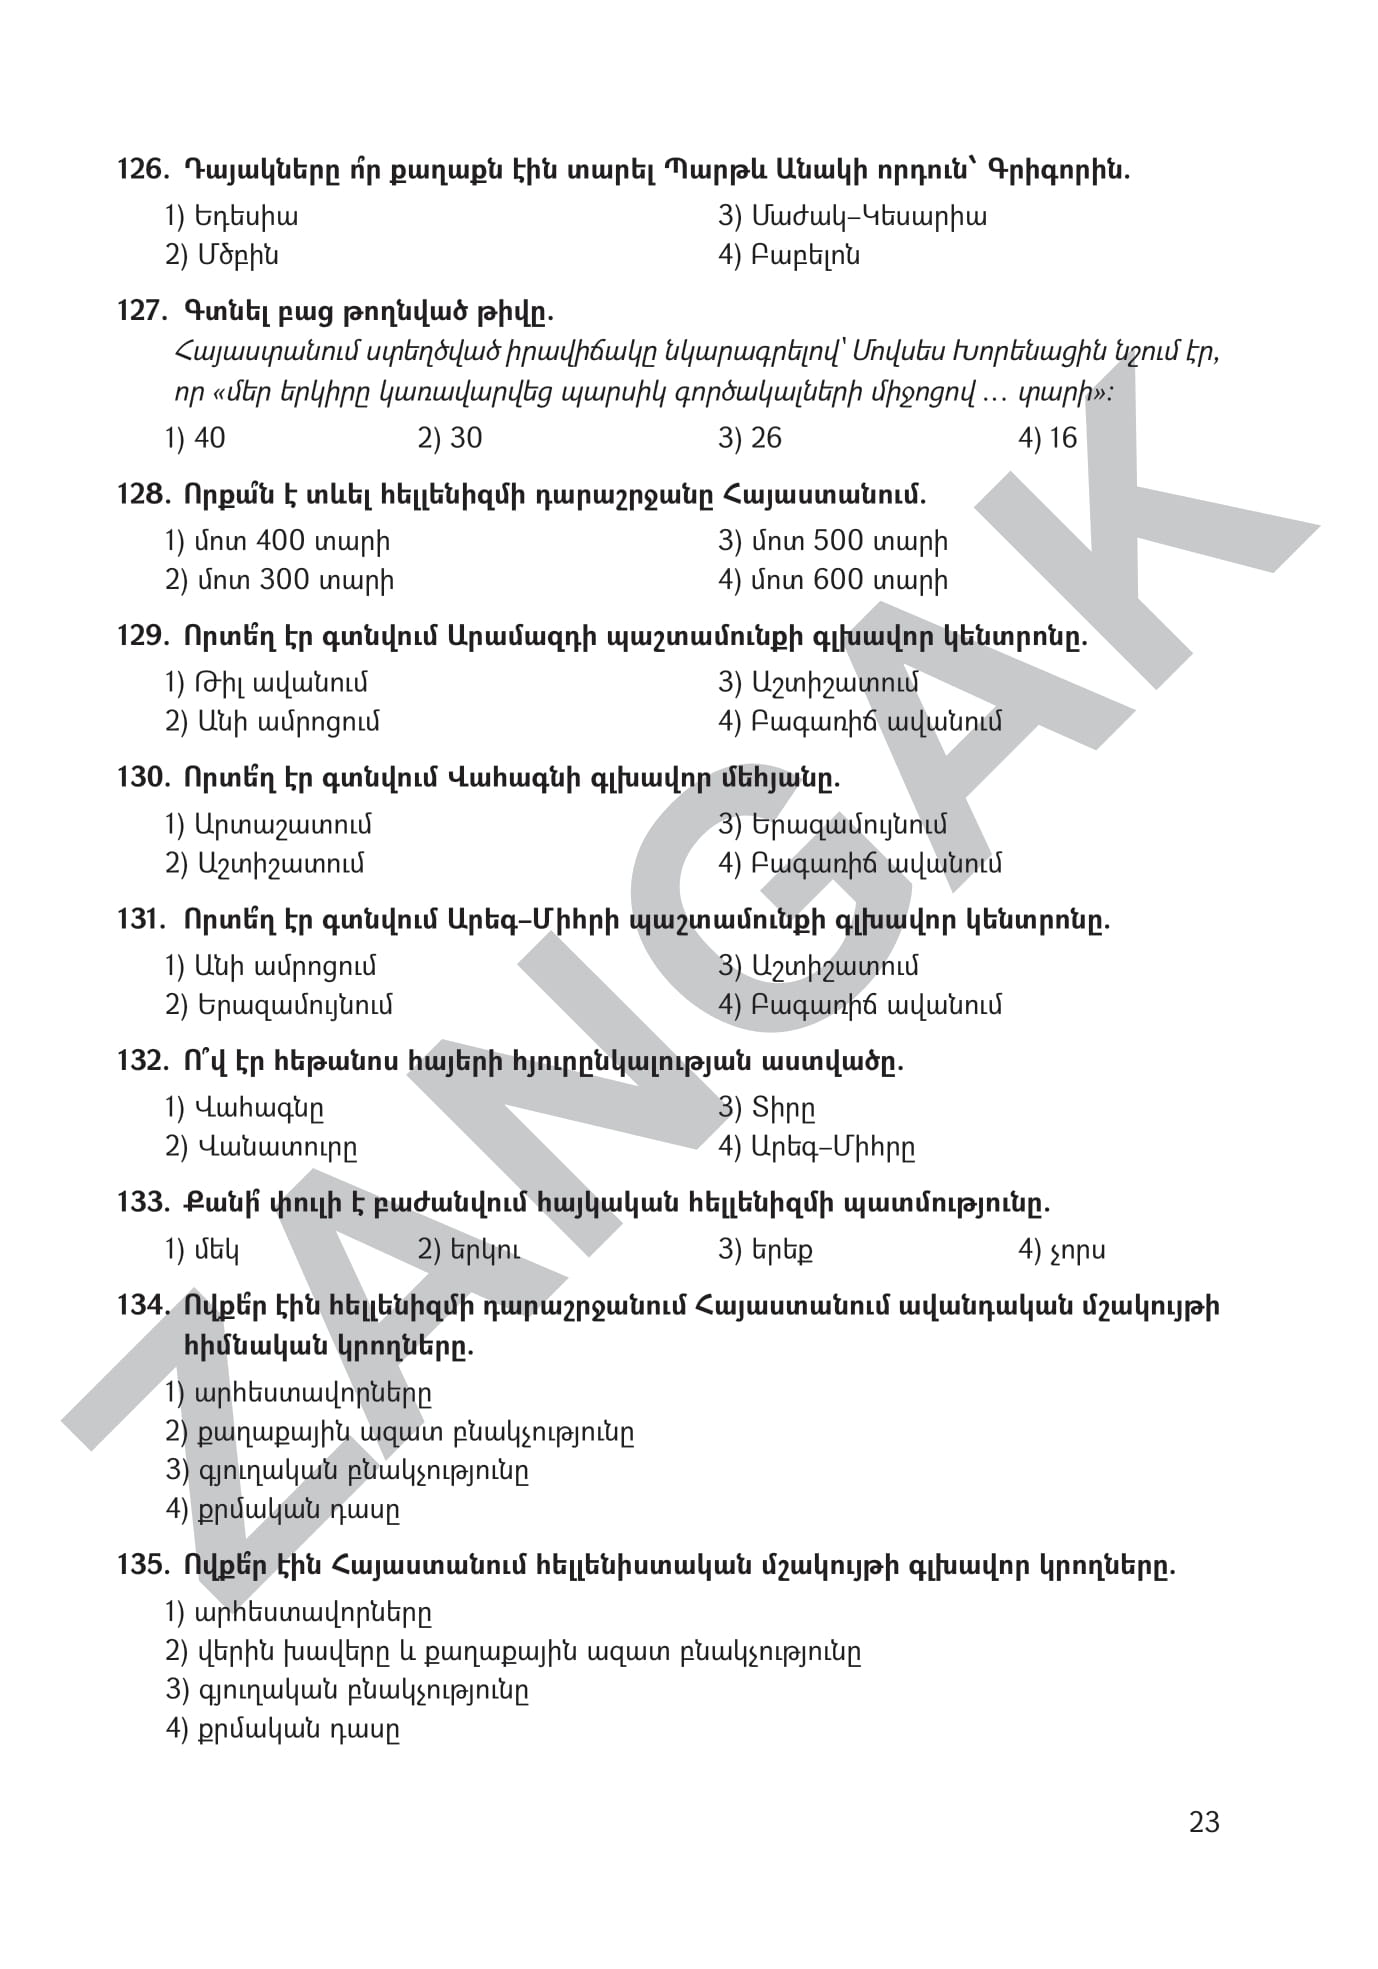 126. Դայակները ո՞ր քաղաքն էին տարել Պարթև Անակի որդուն՝ Գրիգորին.
1) Եդեսիա
3) Մաժակ–Կեսարիա
2) Մծբին
4) Բաբելոն
127. Գտնել բաց թողնված թիվը.
Հայաստանում ստեղծված իրավիճակը նկարագրելով՝ Մովսես Խորենացին նշում էր,
որ «մեր երկիրը կառավարվեց պարսիկ գործակալների միջոցով ... տարի»:
1) 40 2) 30 3) 26 4) 16
128. Որքա՞ն է տևել հելլենիզմի դարաշրջանը Հայաստանում.
1) մոտ 400 տարի
3) մոտ 500 տարի
2) մոտ 300 տարի
4) մոտ 600 տարի
129. Որտե՞ղ էր գտնվում Արամազդի պաշտամունքի գլխավոր կենտրոնը.
1) Թիլ ավանում
3) Աշտիշատում
2) Անի ամրոցում
4) Բագառիճ ավանում
130. Որտե՞ղ էր գտնվում Վահագնի գլխավոր մեհյանը.
1) Արտաշատում
3) Երազամույնում
2) Աշտիշատում
4) Բագառիճ ավանում
131. Որտե՞ղ էր գտնվում Արեգ–Միհրի պաշտամունքի գլխավոր կենտրոնը.
1) Անի ամրոցում
3) Աշտիշատում
2) Երազամույնում
4) Բագառիճ ավանում
132. Ո՞վ էր հեթանոս հայերի հյուրընկալության աստվածը.
1) Վահագնը
3) Տիրը
2) Վանատուրը
4) Արեգ–Միհրը
133. Քանի՞ փուլի է բաժանվում հայկական հելլենիզմի պատմությունը.
1) մեկ 2) երկու 3) երեք 4) չորս
134. Ովքե՞ր էին հելլենիզմի դարաշրջանում Հայաստանում ավանդական մշակույթի
հիմնական կրողները.
1) արհեստավորները
2) քաղաքային ազատ բնակչությունը
3) գյուղական բնակչությունը
4) քրմական դասը
135. Ովքե՞ր էին Հայաստանում հելլենիստական մշակույթի գլխավոր կրողները.
1) արհեստավորները
2) վերին խավերը և քաղաքային ազատ բնակչությունը
3) գյուղական բնակչությունը
4) քրմական դասը
23
ZANGAK